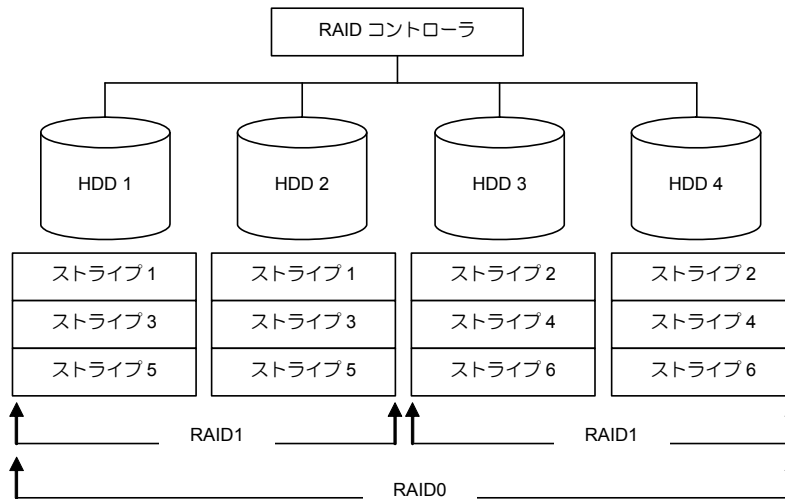 RAID コントローラ
HDD 1 HDD 2 HDD 3 HDD 4
ストライプ 1 ストライプ 1 ストライプ 2 ストライプ 2
ストライプ 3 ストライプ 3 ストライプ 4 ストライプ 4
ストライプ 5 ストライプ 5 ストライプ 6 ストライプ 6
RAID1 RAID1
RAID0